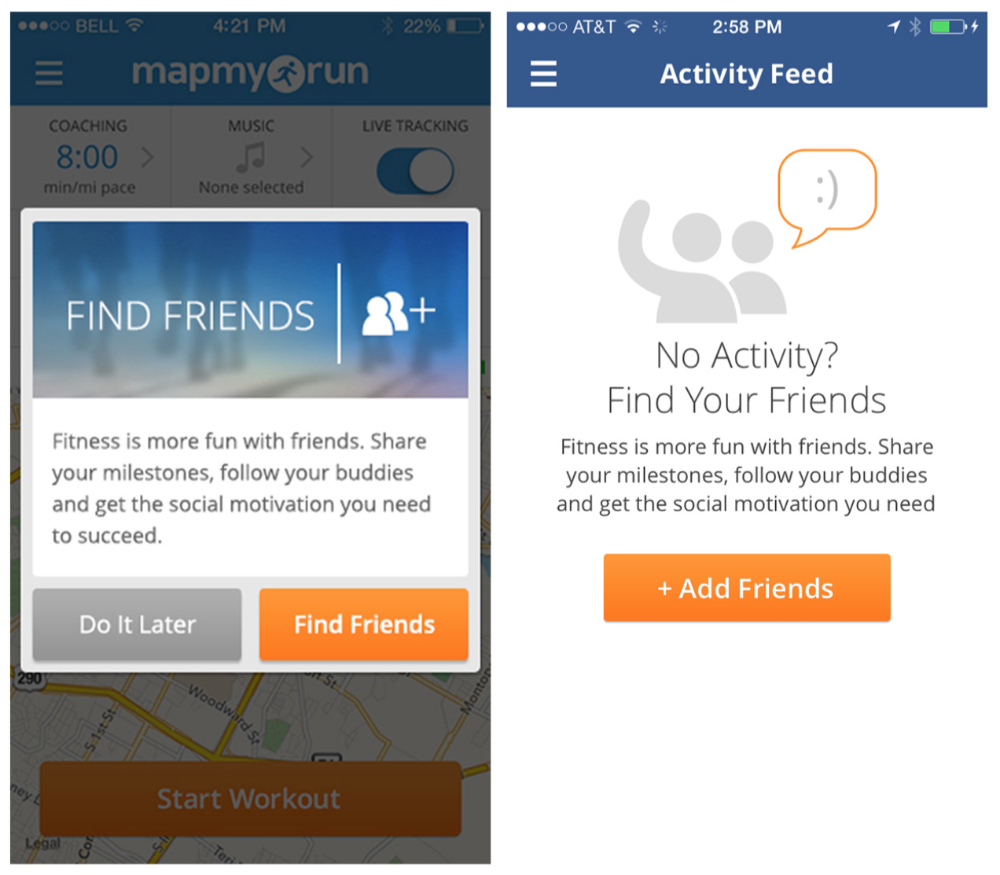 BELL 4:21 PM 22%
mapmyrun
COACHING MUSIC LIVE TRACKING
8:00
min/mi pace None selected
FIND FRIENDS
Fitness is more fun with friends. Share
your milestones, follow your buddies
and get the social motivation you need
to succeed.
Do It Later Find Friends
290
Woodward St
S 1st St
Start Workout
Legal
AT&T 2:58 PM
Activity Feed
:)
No Activity?
Find Your Friends
Fitness is more fun with friends. Share
your milestones, follow your buddies
and get the social motivation you need
+ Add Friends